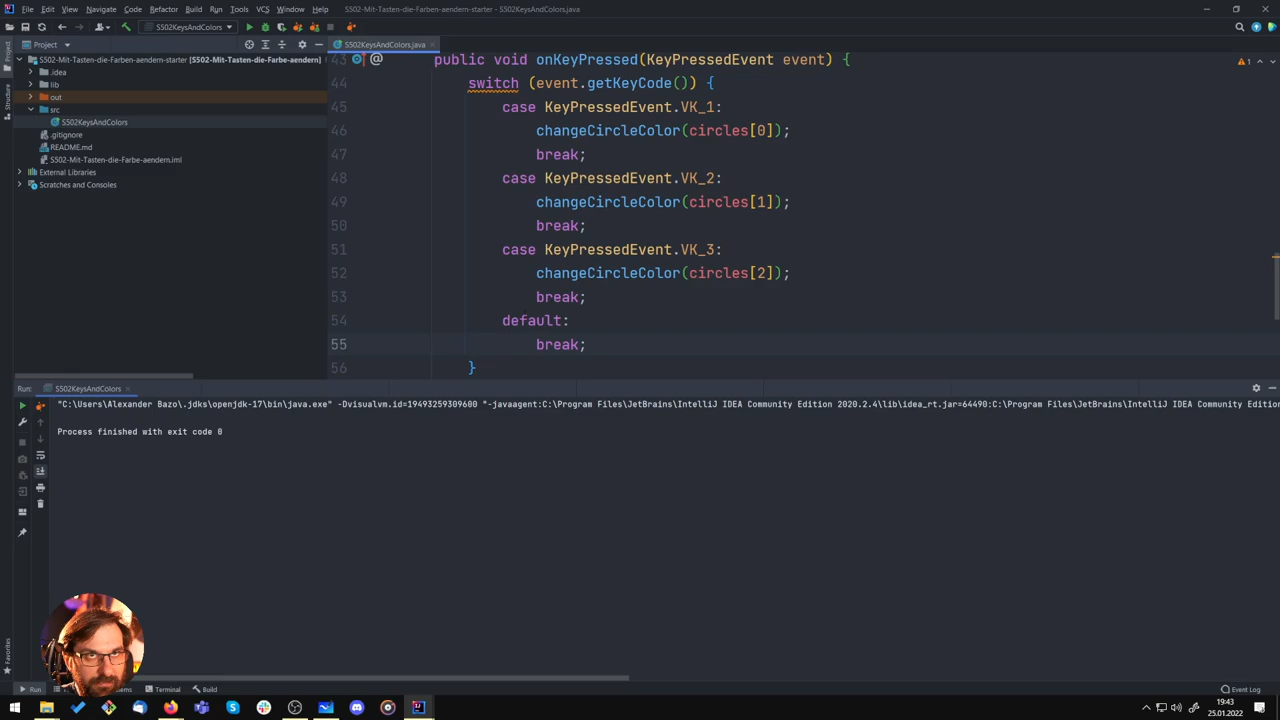 File Edit View Navigate Code Refactor Build Run Tools VCS Window Help S502-Mit-Tasten-die-Farben-aendern-starter - S502KeysAndColors.java
S502KeysAndColors
Project
S502KeysAndColors.java
S502-Mit-Tasten-die-Farben-aendern-starter [S502-Mit-Tasten-die-Farbe-aendern]
.idea
lib
out
src
S502KeysAndColors
.gitignore
README.md
S502-Mit-Tasten-die-Farbe-aendern.iml
External Libraries
Scratches and Consoles
Project
Structure
Favorites
1
43 public void onKeyPressed(KeyPressedEvent event) {
44 switch (event.getKeyCode()) {
45 case KeyPressedEvent.VK_1:
46 changeCircleColor(circles[0]);
47 break;
48 case KeyPressedEvent.VK_2:
49 changeCircleColor(circles[1]);
50 break;
51 case KeyPressedEvent.VK_3:
52 changeCircleColor(circles[2]);
53 break;
54 default:
55 break;
56 }
Run: S502KeysAndColors
"C:\Users\Alexander Bazo\.jdks\openjdk-17\bin\java.exe" -Dvisualvm.id=19493259309600 "-javaagent:C:\Program Files\JetBrains\IntelliJ IDEA Community Edition 2020.2.4\lib\idea_rt.jar=64490:C:\Program Files\JetBrains\IntelliJ IDEA Community Edition
Process finished with exit code 0
Run Terminal Build Event Log
19:43
25.01.2022